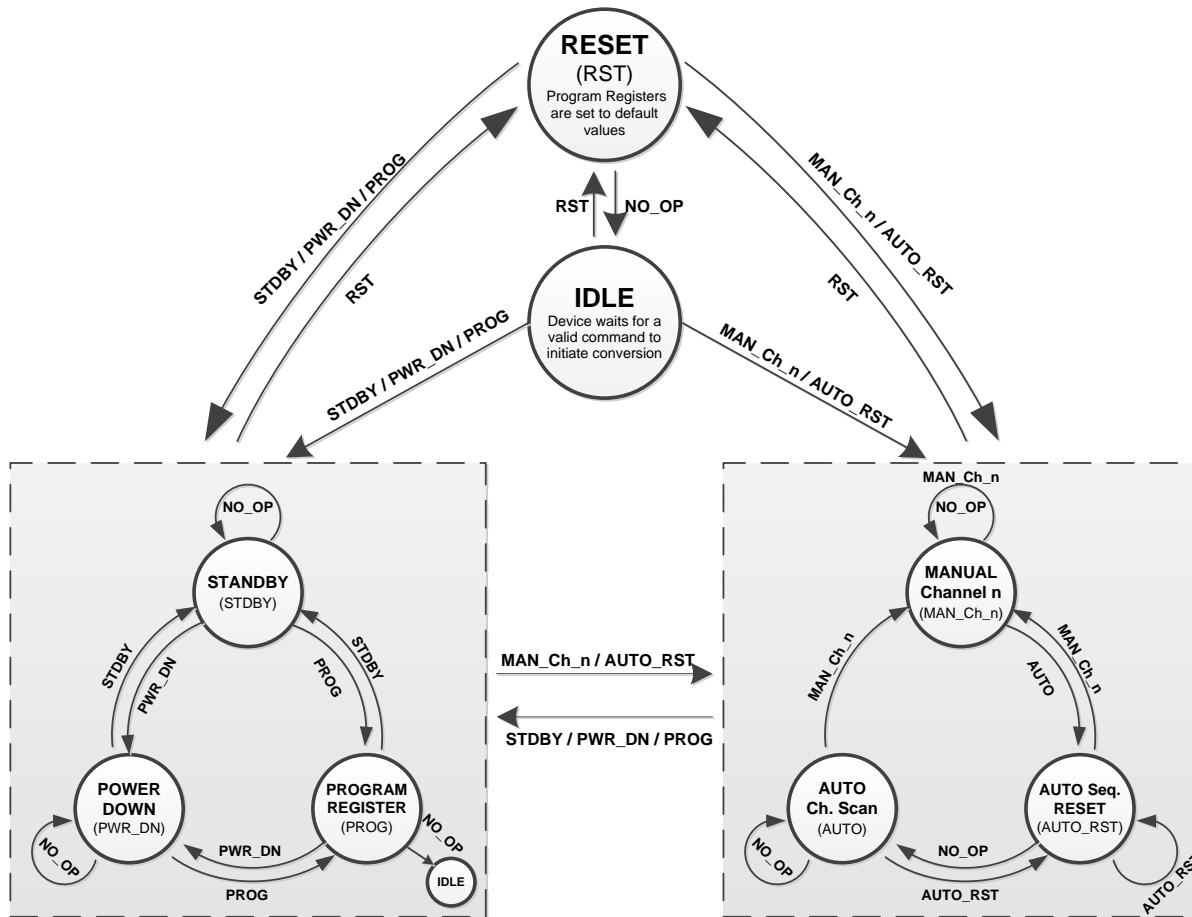 RESET
(RST)
Program Registers
are set to default
values
STDBY / PWR_DN / PROG
RST
RST
NO_OP
MAN_Ch_n / AUTO_RST
RST
IDLE
Device waits for a
valid command to
initiate conversion
STDBY / PWR_DN / PROG
MAN_Ch_n / AUTO_RST
NO_OP
STANDBY
(STDBY)
STDBY
PWR_DN
PROG
STDBY
POWER
DOWN
(PWR_DN)
NO_OP
PROGRAM
REGISTER
(PROG)
NO_OP
IDLE
PWR_DN
PROG
MAN_Ch_n / AUTO_RST
STDBY / PWR_DN / PROG
MAN_Ch_n
NO_OP
MANUAL
Channel n
(MAN_Ch_n)
MAN_Ch_n
AUTO
MAN_Ch_n
AUTO
Ch. Scan
(AUTO)
NO_OP
AUTO Seq.
RESET
(AUTO_RST)
NO_OP
AUTO_RST
AUTO_RST